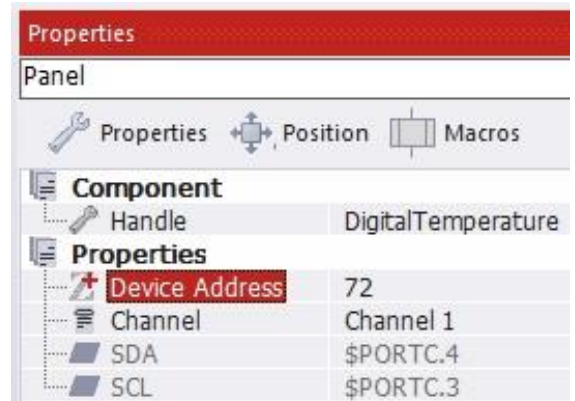 Properties
Panel
Properties Position Macros
Component
Handle DigitalTemperature
Properties
Device Address 72
Channel Channel 1
SDA $PORTC.4
SCL $PORTC.3